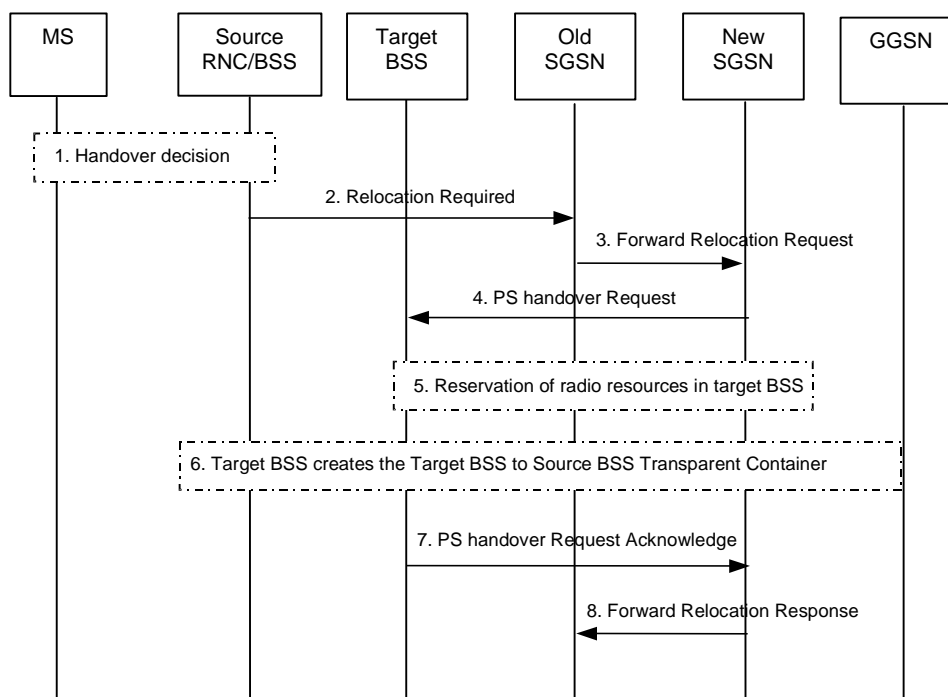 MS
Source
RNC/BSS
Target
BSS
Old
SGSN
New
SGSN
GGSN
1. Handover decision
2. Relocation Required
3. Forward Relocation Request
4. PS handover Request
5. Reservation of radio resources in target BSS
6. Target BSS creates the Target BSS to Source BSS Transparent Container
7. PS handover Request Acknowledge
8. Forward Relocation Response